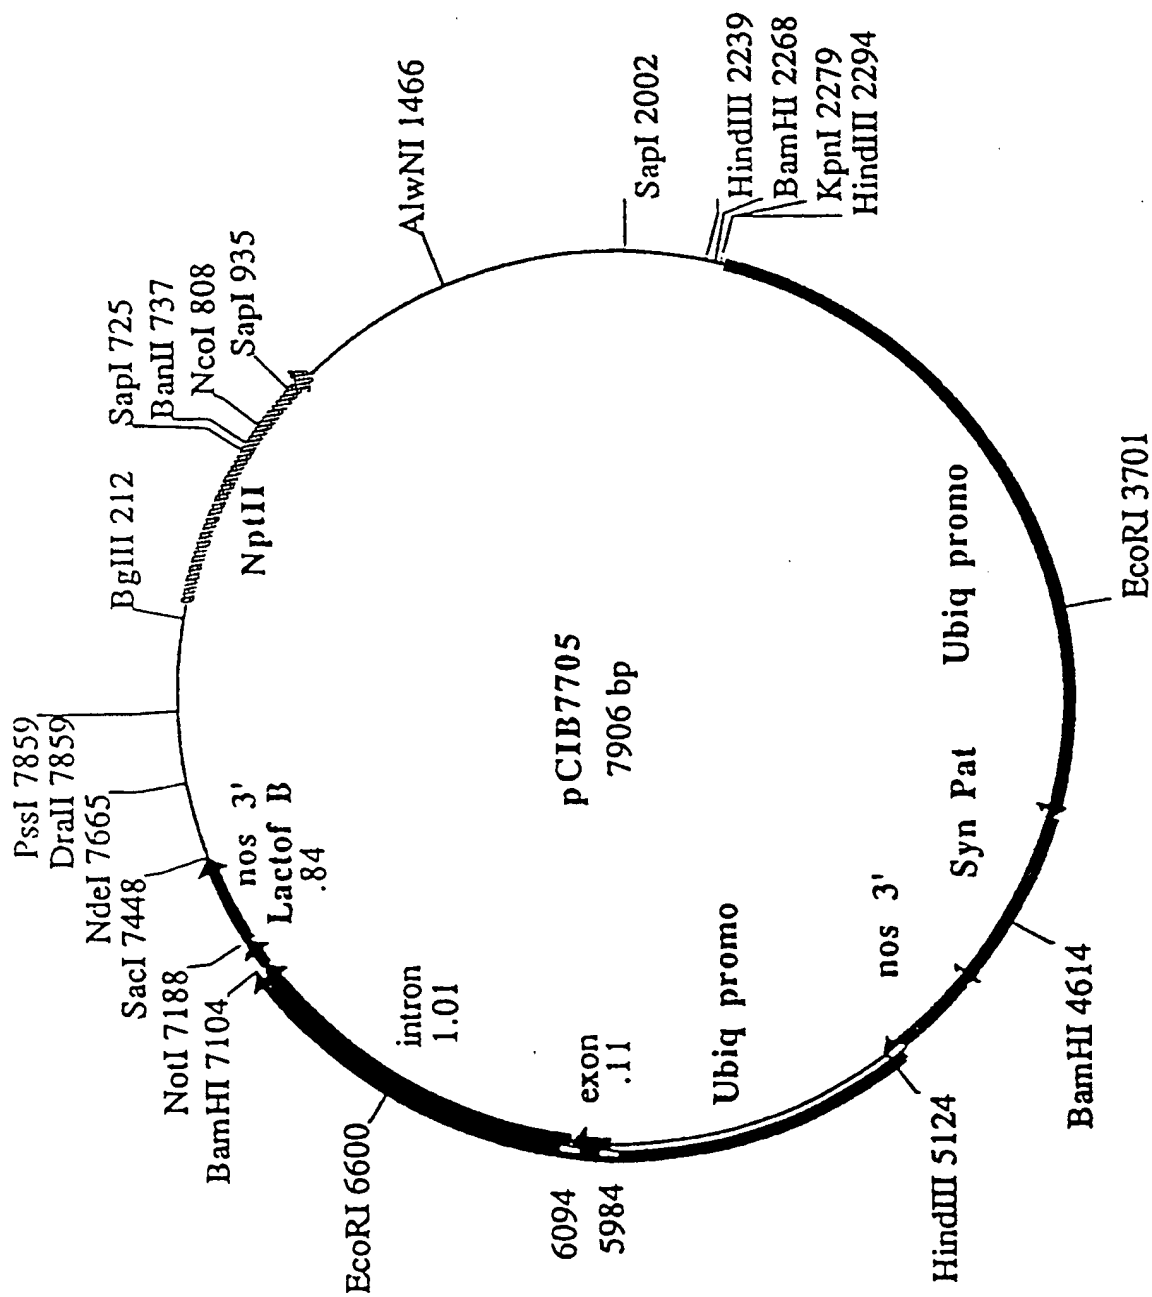 pCIB7705
7906 bp
BglII 212
NptII
SapI 725
BanII 737
NcoI 808
SapI 935
AlwNI 1466
SapI 2002
HindIII 2239
BamHI 2268
KpnI 2279
HindIII 2294
Ubiq promo
EcoRI 3701
Syn Pat
BamHI 4614
nos 3'
HindIII 5124
Ubiq promo
5984
6094
exon
.11
intron
1.01
EcoRI 6600
BamHI 7104
NotI 7188
SacI 7448
NdeI 7665
DraII 7859
PssI 7859
nos 3'
Lactof B
.84